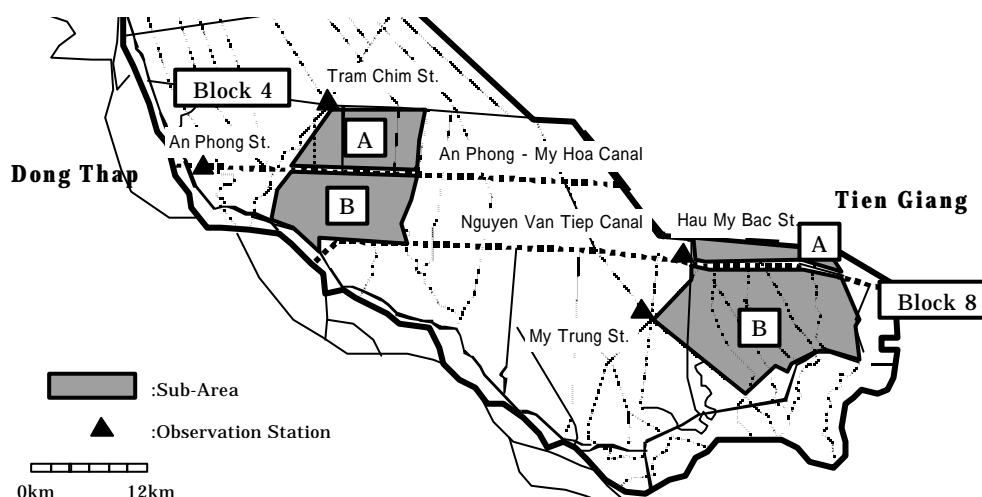 Tram Chim St.
Block 4
A
An Phong St.
An Phong - My Hoa Canal
Dong Thap
Tien Giang
B
Nguyen Van Tiep Canal
Hau My Bac St.
A
Block 8
B
My Trung St.
:Sub-Area
:Observation Station
0km 12km